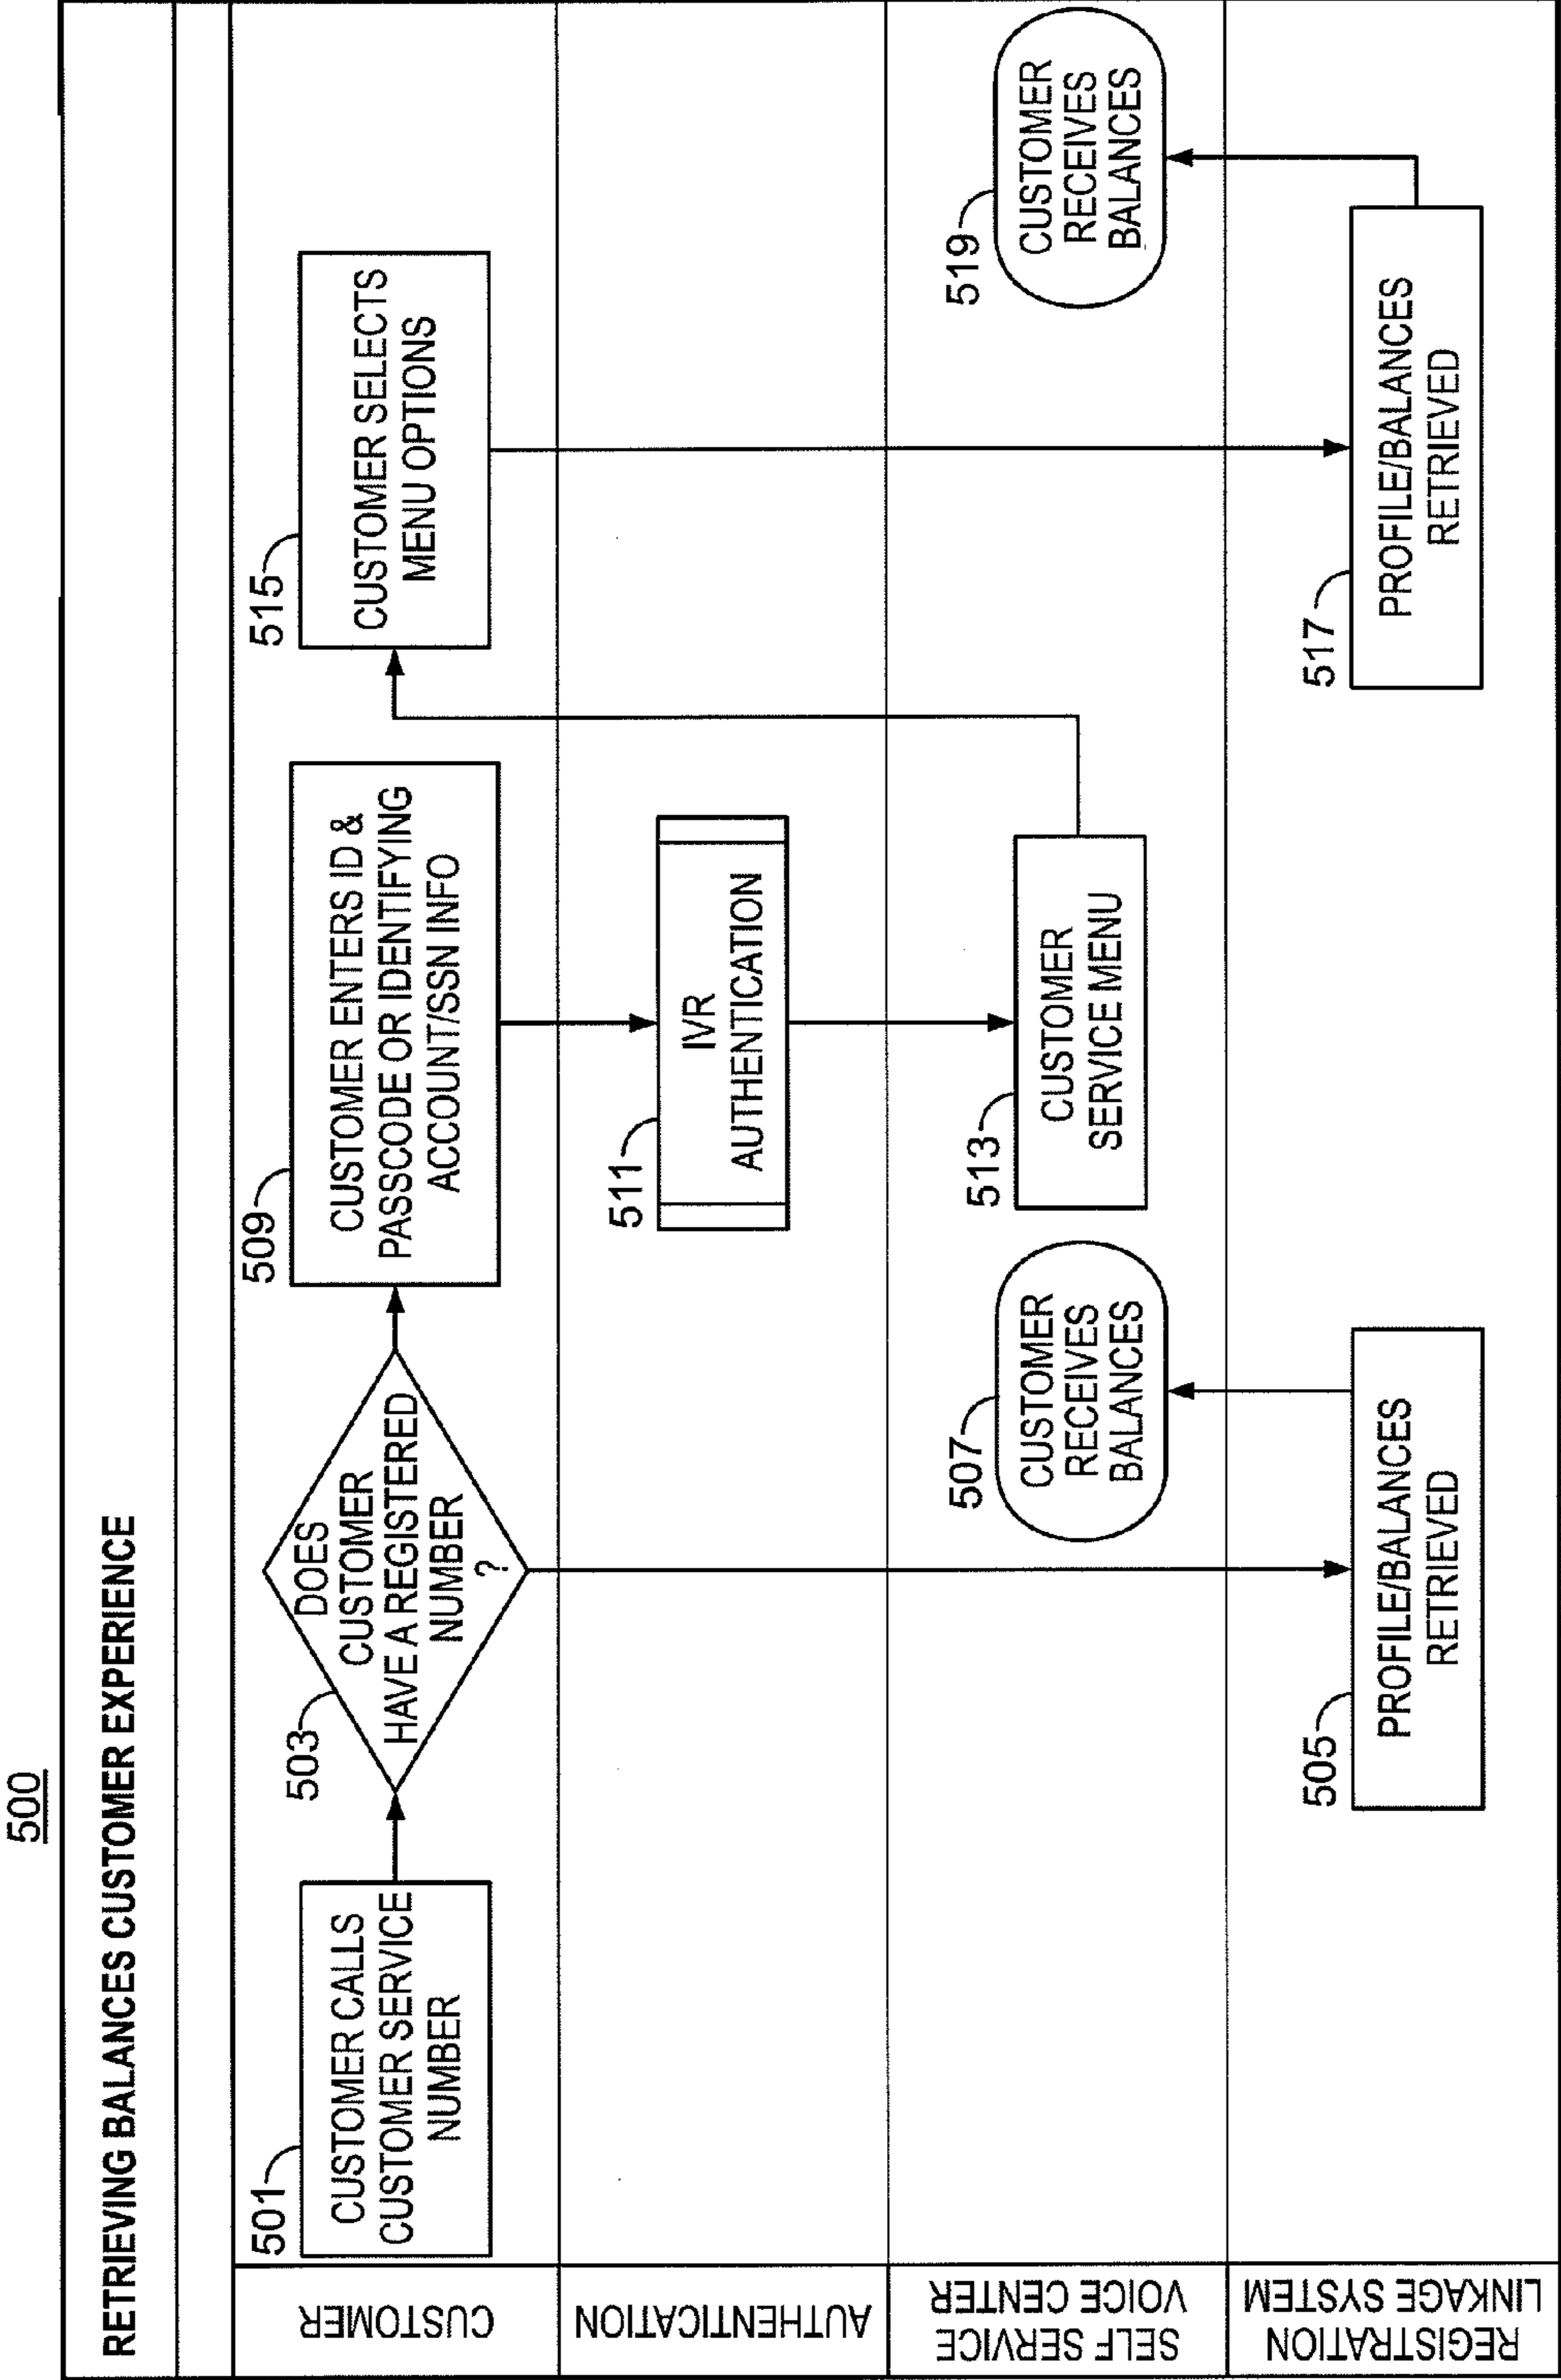 500
RETRIEVING BALANCES CUSTOMER EXPERIENCE
CUSTOMER
501
CUSTOMER CALLS
CUSTOMER SERVICE
NUMBER
503
DOES
CUSTOMER
HAVE A REGISTERED
NUMBER
?
509
CUSTOMER ENTERS ID &
PASSCODE OR IDENTIFYING
ACCOUNT/SSN INFO
515
CUSTOMER SELECTS
MENU OPTIONS
AUTHENTICATION
511
IVR
AUTHENTICATION
SELF SERVICE
VOICE CENTER
507
CUSTOMER
RECEIVES
BALANCES
513
CUSTOMER
SERVICE MENU
519
CUSTOMER
RECEIVES
BALANCES
REGISTRATION
LINKAGE SYSTEM
505
PROFILE/BALANCES
RETRIEVED
517
PROFILE/BALANCES
RETRIEVED